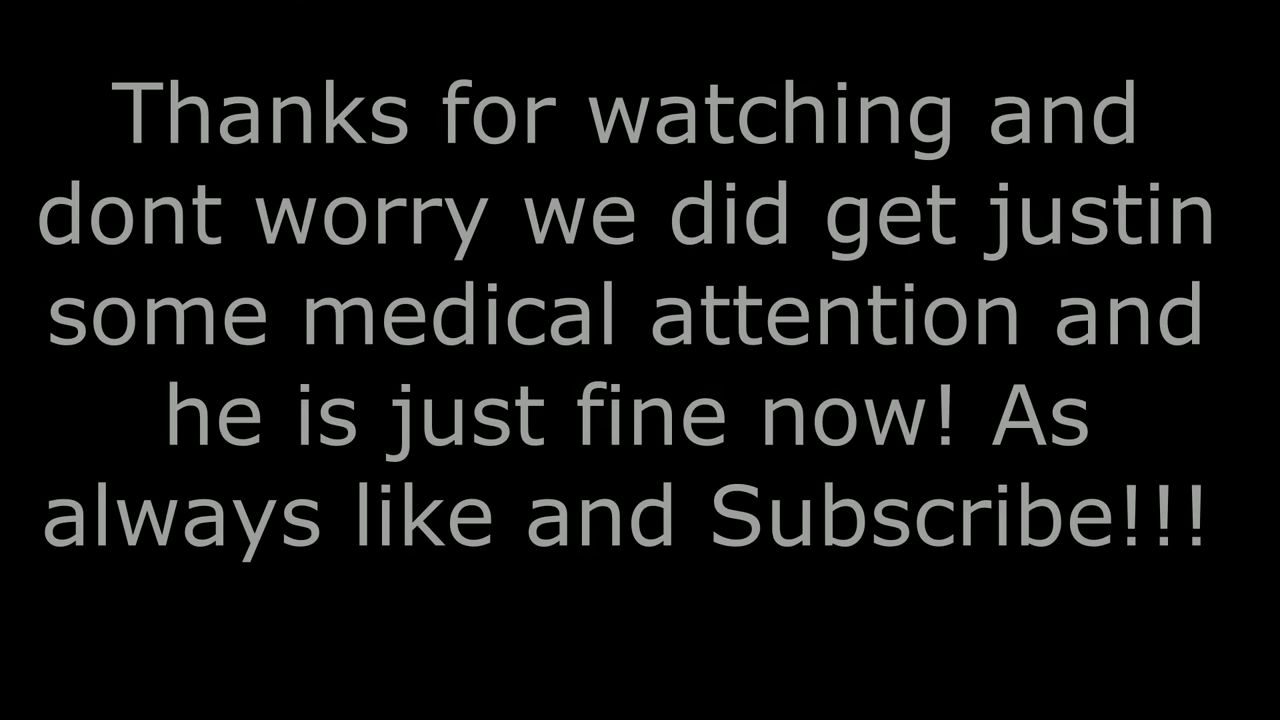 Thanks for watching and
dont worry we did get justin
some medical attention and
he is just fine now! As
always like and Subscribe!!!